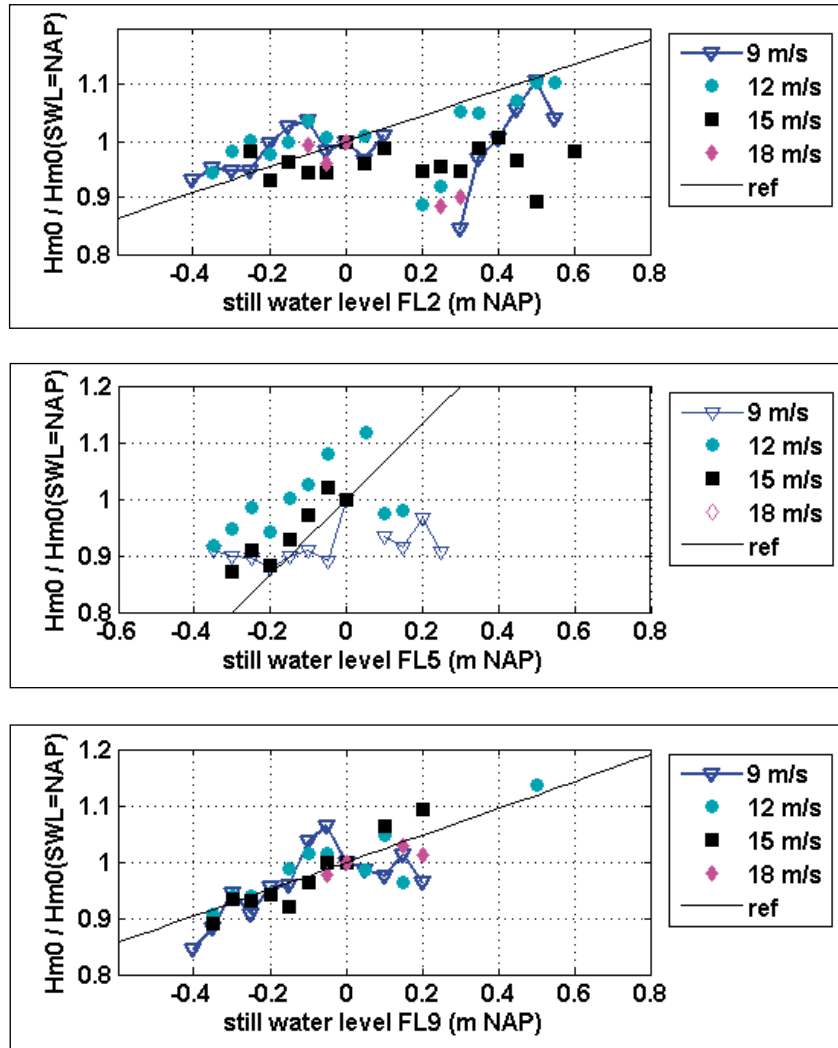 Hm0 / Hm0(SWL=NAP)
1.1
1
0.9
0.8
-0.4 -0.2 0 0.2 0.4 0.6 0.8
still water level FL2 (m NAP)
9 m/s
12 m/s
15 m/s
18 m/s
ref
Hm0 / Hm0(SWL=NAP)
1.2
1.1
1
0.9
0.8
-0.6 -0.4 -0.2 0 0.2 0.4 0.6 0.8
still water level FL5 (m NAP)
9 m/s
12 m/s
15 m/s
18 m/s
ref
Hm0 / Hm0(SWL=NAP)
1.2
1.1
1
0.9
0.8
-0.4 -0.2 0 0.2 0.4 0.6 0.8
still water level FL9 (m NAP)
9 m/s
12 m/s
15 m/s
18 m/s
ref